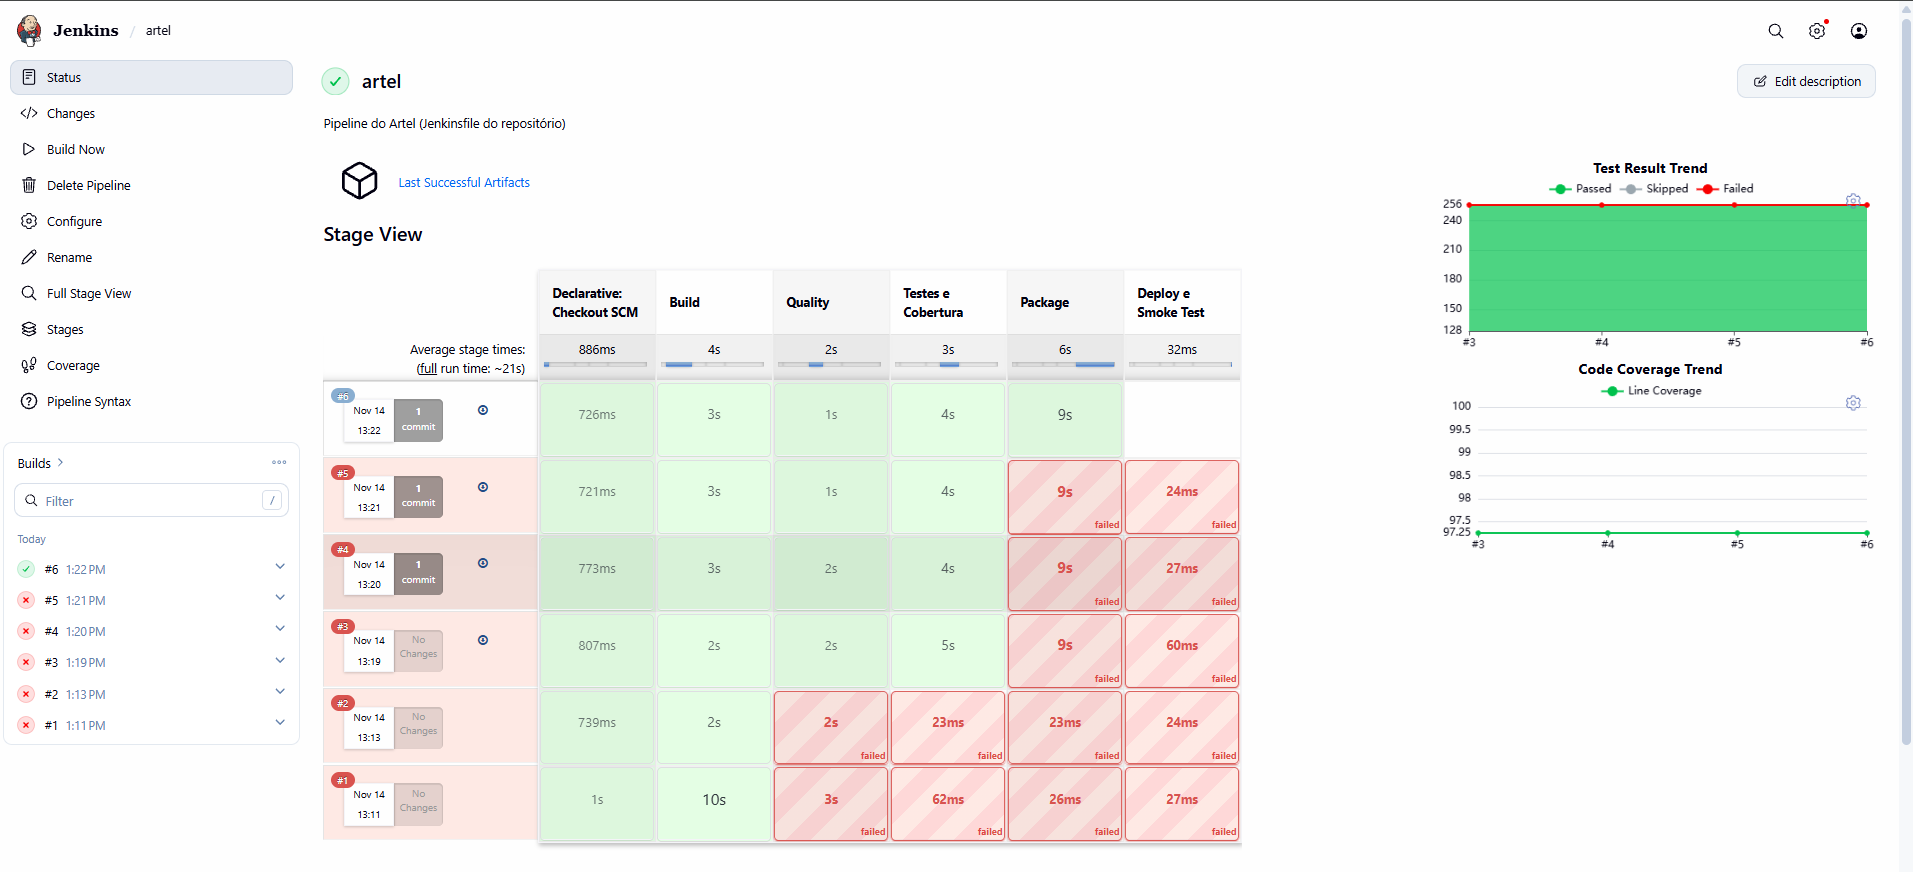 Jenkins / artel
Status
Changes
Build Now
Delete Pipeline
Configure
Rename
Full Stage View
Stages
Coverage
Pipeline Syntax
Builds
Filter /
Today
#6 1:22 PM
#5 1:21 PM
#4 1:20 PM
#3 1:19 PM
#2 1:13 PM
#1 1:11 PM
artel
Edit description
Pipeline do Artel (Jenkinsfile do repositório)
Last Successful Artifacts
Stage View
Declarative:
Checkout SCM
Build
Quality
Testes e
Cobertura
Package
Deploy e
Smoke Test
Average stage times:
(full run time: ~21s)
886ms 4s 2s 3s 6s 32ms
#6
Nov 14
13:22
1
commit
726ms 3s 1s 4s 9s
#5
Nov 14
13:21
1
commit
721ms 3s 1s 4s 9s 24ms
failed failed
#4
Nov 14
13:20
1
commit
773ms 3s 2s 4s 9s 27ms
failed failed
#3
Nov 14
13:19
No
Changes
807ms 2s 2s 5s 9s 60ms
failed failed
#2
Nov 14
13:13
No
Changes
739ms 2s 2s 23ms 23ms 24ms
failed failed failed failed
#1
Nov 14
13:11
No
Changes
1s 10s 3s 62ms 26ms 27ms
failed failed failed failed
Test Result Trend
Passed Skipped Failed
256
240
210
180
150
128
#3 #4 #5 #6
Code Coverage Trend
Line Coverage
100
99.5
99
98.5
98
97.5
97.25
#3 #4 #5 #6